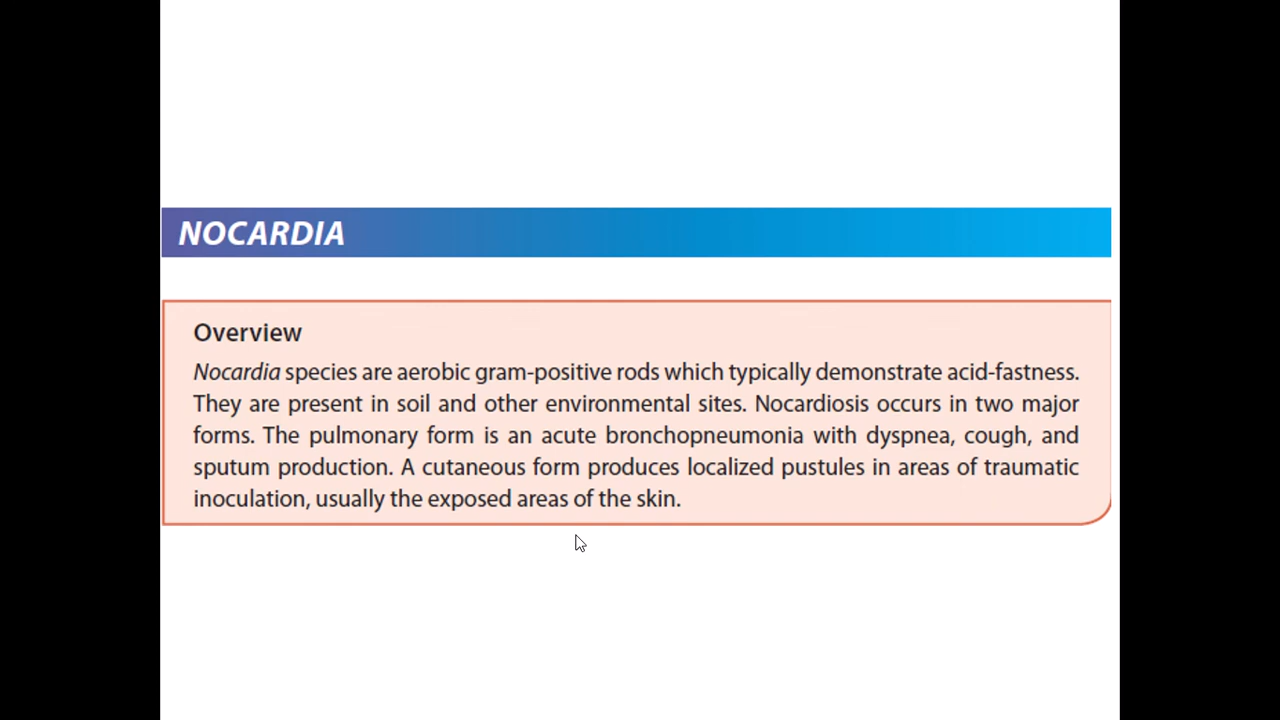 NOCARDIA
Overview
Nocardia species are aerobic gram-positive rods which typically demonstrate acid-fastness.
They are present in soil and other environmental sites. Nocardiosis occurs in two major
forms. The pulmonary form is an acute bronchopneumonia with dyspnea, cough, and
sputum production. A cutaneous form produces localized pustules in areas of traumatic
inoculation, usually the exposed areas of the skin.